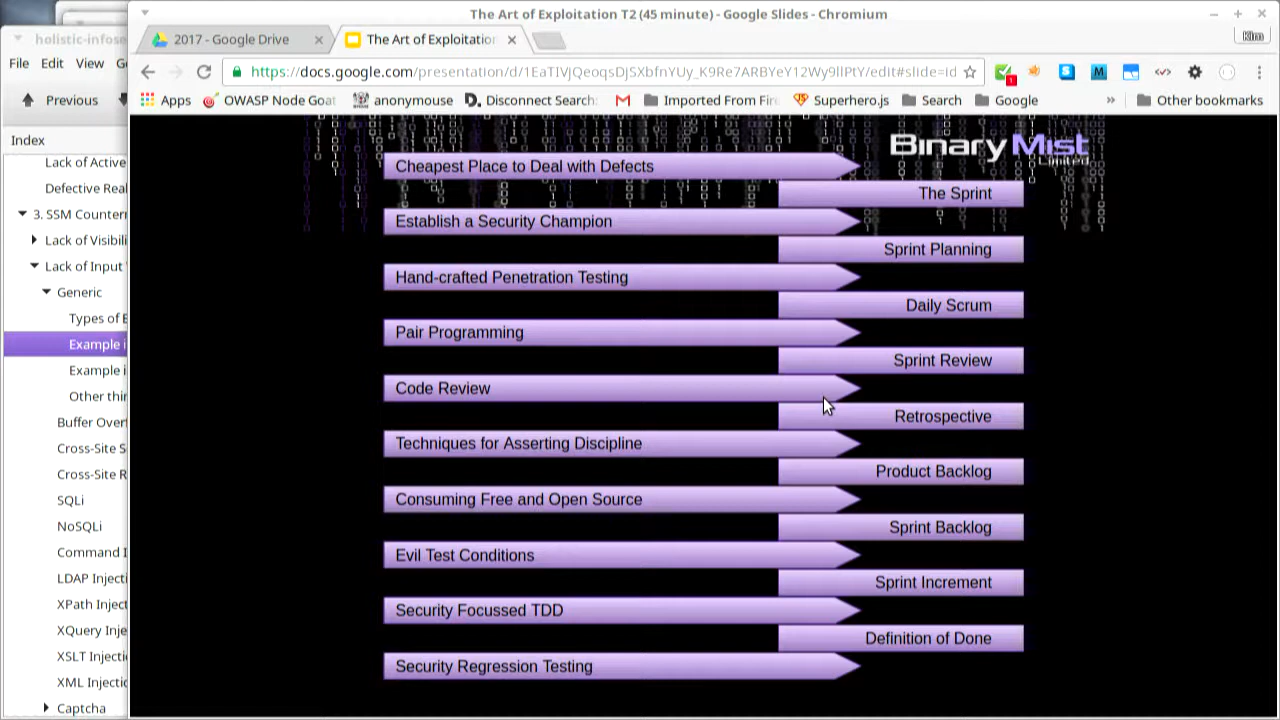 The Art of Exploitation T2 (45 minute) - Google Slides - Chromium
holistic-infose
2017 - Google Drive
The Art of Exploitation
Kim
File Edit View
https://docs.google.com/presentation/d/1EaTIVjQeoqsDjSXbfnYUy_K9Re7ARBYeY12Wy9llPtY/edit#slide=id
Previous
Apps OWASP Node Goat anonymouse Disconnect Search: Imported From Fire Superhero.js Search Google » Other bookmarks
Index
Lack of Active
Defective Real
3. SSM Countern
Lack of Visibili
Lack of Input
Generic
Types of E
Example i
Example i
Other thin
Buffer Overf
Cross-Site S
Cross-Site R
SQLi
NoSQLi
Command I
LDAP Injecti
XPath Inject
XQuery Inje
XSLT Injecti
XML Injectio
Captcha
BinaryMist
Limited
Cheapest Place to Deal with Defects
The Sprint
Establish a Security Champion
Sprint Planning
Hand-crafted Penetration Testing
Daily Scrum
Pair Programming
Sprint Review
Code Review
Retrospective
Techniques for Asserting Discipline
Product Backlog
Consuming Free and Open Source
Sprint Backlog
Evil Test Conditions
Sprint Increment
Security Focussed TDD
Definition of Done
Security Regression Testing